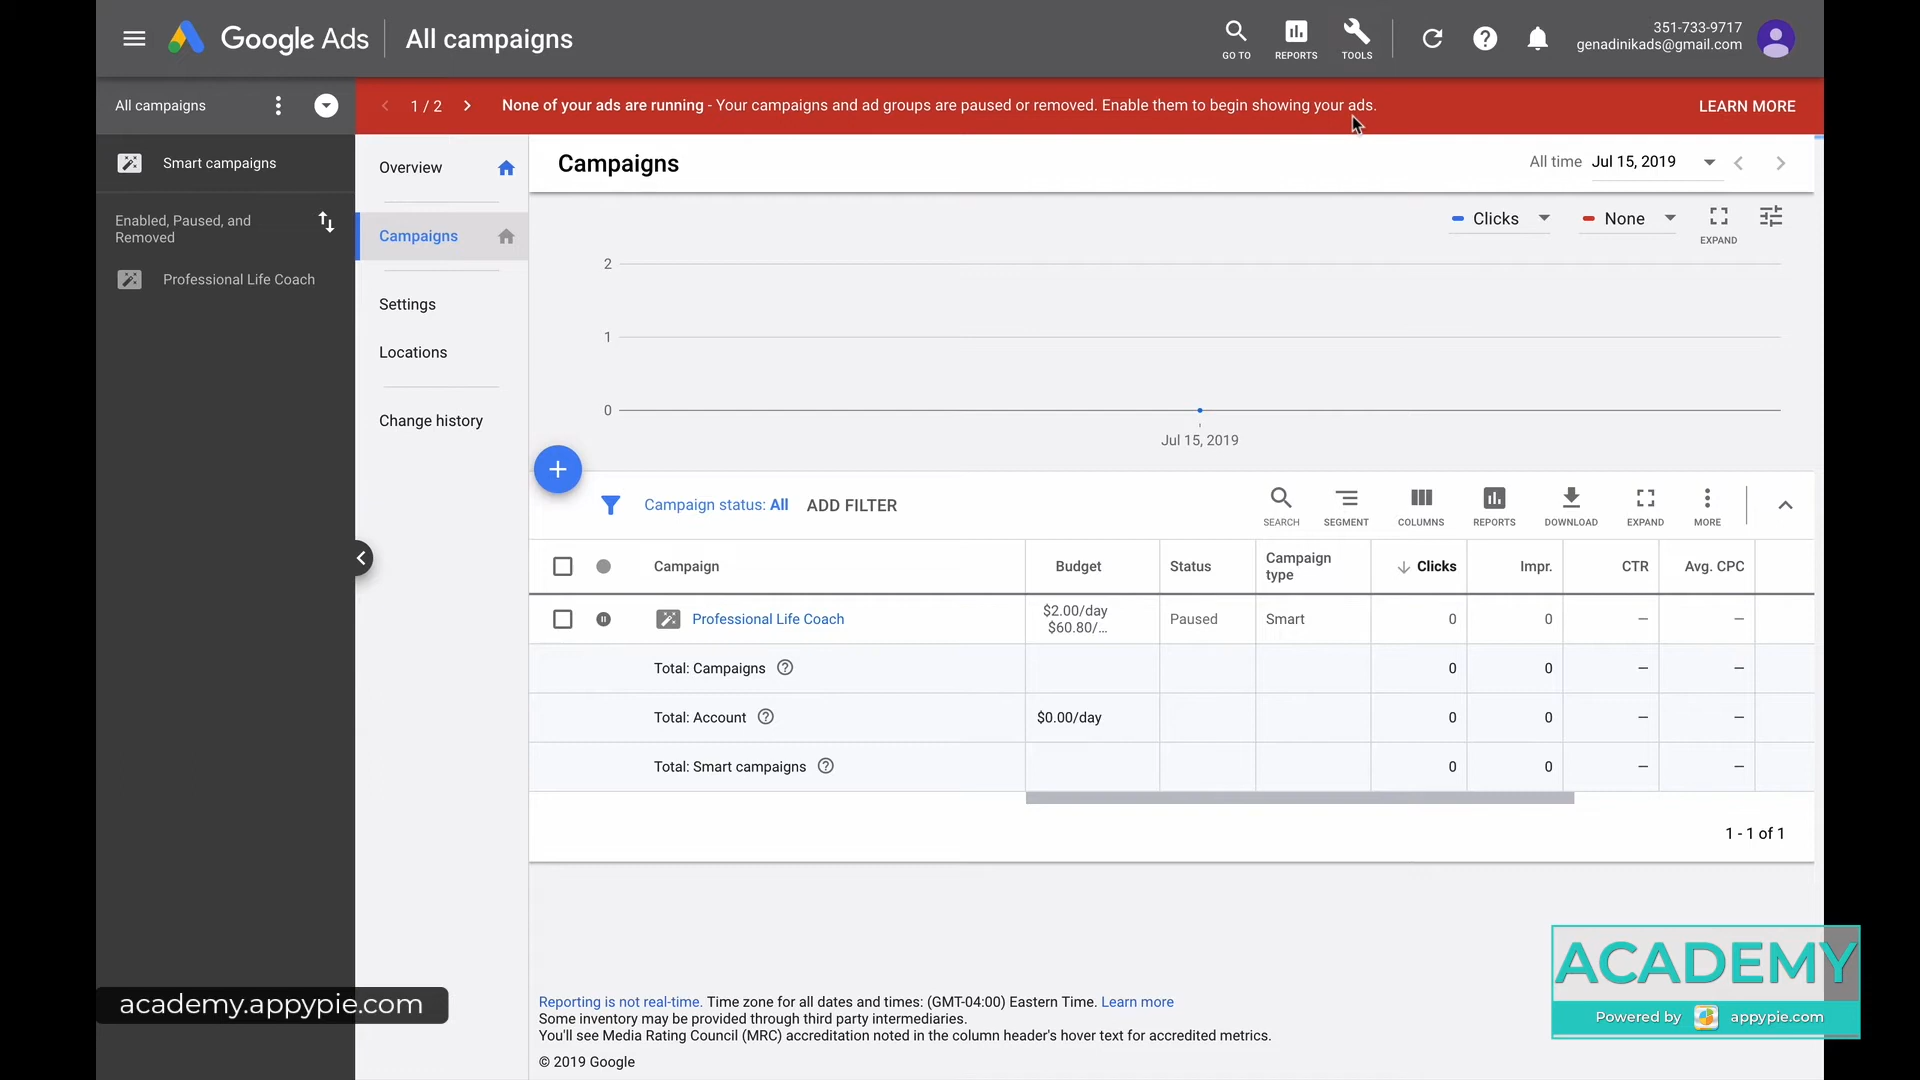 Google Ads
All campaigns
GO TO
REPORTS
TOOLS
351-733-9717
genadinikads@gmail.com
All campaigns
1 / 2
None of your ads are running - Your campaigns and ad groups are paused or removed. Enable them to begin showing your ads.
LEARN MORE
Smart campaigns
Enabled, Paused, and
Removed
Professional Life Coach
Overview
Campaigns
Settings
Locations
Change history
Campaigns
All time Jul 15, 2019
Clicks
None
EXPAND
2
1
0
Jul 15, 2019
Campaign status: All
ADD FILTER
SEARCH
SEGMENT
COLUMNS
REPORTS
DOWNLOAD
EXPAND
MORE
Campaign Budget Status Campaign type Clicks Impr. CTR Avg. CPC
Professional Life Coach $2.00/day $60.80/... Paused Smart 0 0 – –
Total: Campaigns 0 0 – –
Total: Account $0.00/day 0 0 – –
Total: Smart campaigns 0 0 – –
1 - 1 of 1
Reporting is not real-time. Time zone for all dates and times: (GMT-04:00) Eastern Time. Learn more
Some inventory may be provided through third party intermediaries.
You'll see Media Rating Council (MRC) accreditation noted in the column header's hover text for accredited metrics.
© 2019 Google
academy.appypie.com
ACADEMY
Powered by appypie.com